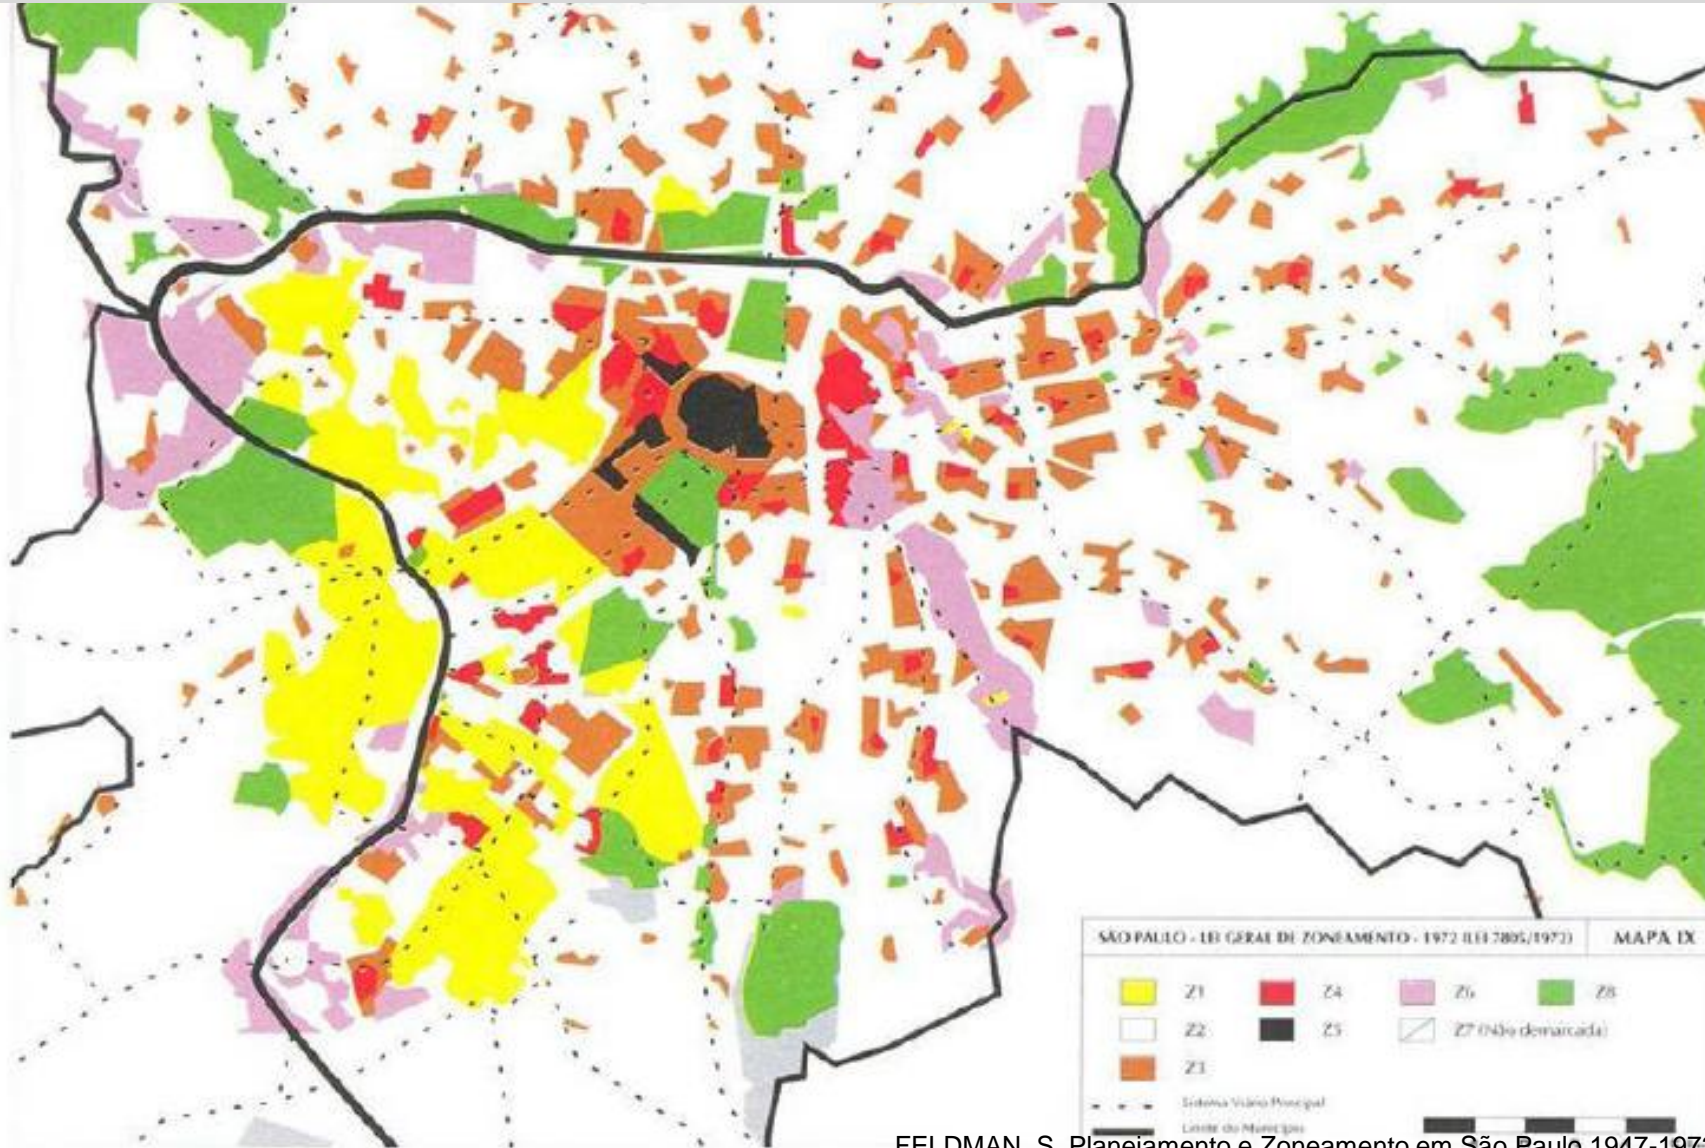 SÃO PAULO - LEI GERAL DE ZONEAMENTO - 1972 (LEI 7805/1972)
MAPA IX
Z1
Z4
Z6
Z8
Z2
Z5
Z7 (Não demarcada)
Z3
Sistema Viário Principal
Limite do Município
FELDMAN, S. Planejamento e Zoneamento em São Paulo 1947-197